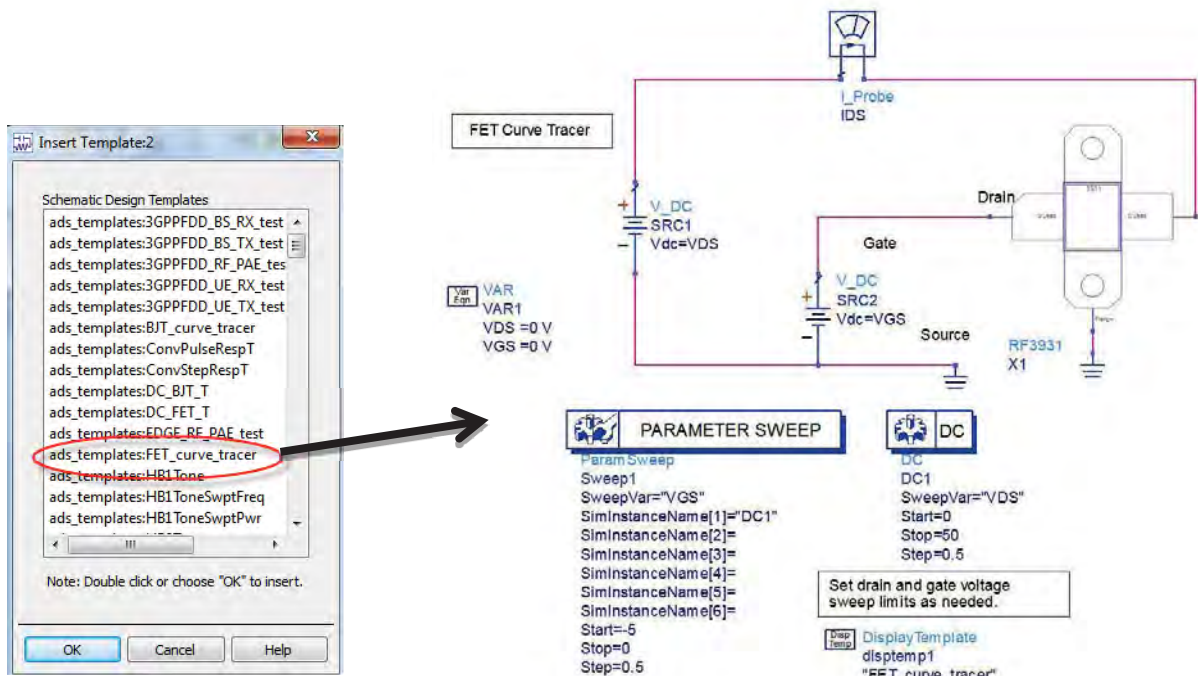 Insert Template:2
Schematic Design Templates
ads_templates:3GPPFDD_BS_RX_test
ads_templates:3GPPFDD_BS_TX_test
ads_templates:3GPPFDD_RF_PAE_tes
ads_templates:3GPPFDD_UE_RX_test
ads_templates:3GPPFDD_UE_TX_test
ads_templates:BJT_curve_tracer
ads_templates:ConvPulseRespT
ads_templates:ConvStepRespT
ads_templates:DC_BJT_T
ads_templates:DC_FET_T
ads_templates:EDGE_RF_PAE_test
ads_templates:FET_curve_tracer
ads_templates:HB1Tone
ads_templates:HB1ToneSwptFreq
ads_templates:HB1ToneSwptPwr
Note: Double click or choose "OK" to insert.
OK
Cancel
Help
FET Curve Tracer
I_Probe
IDS
V_DC
SRC1
Vdc=VDS
Var
Eqn
VAR
VAR1
VDS =0 V
VGS =0 V
Drain
Gate
V_DC
SRC2
Vdc=VGS
Source
RF3931
X1
PARAMETER SWEEP
ParamSweep
Sweep1
SweepVar="VGS"
SimInstanceName[1]="DC1"
SimInstanceName[2]=
SimInstanceName[3]=
SimInstanceName[4]=
SimInstanceName[5]=
SimInstanceName[6]=
Start=-5
Stop=0
Step=0.5
DC
DC
DC1
SweepVar="VDS"
Start=0
Stop=50
Step=0.5
Set drain and gate voltage
sweep limits as needed.
Disp
Temp
DisplayTemplate
disptemp1
"FET_curve_tracer"